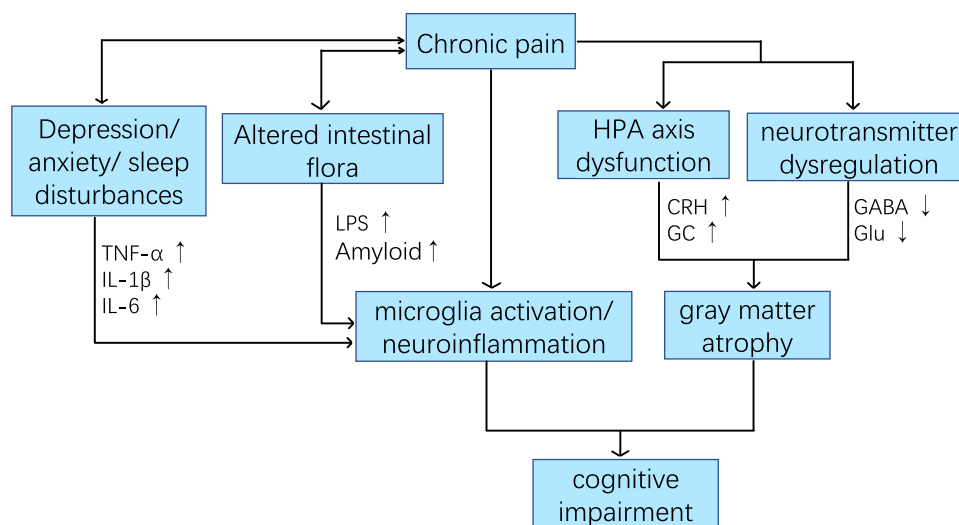 Chronic pain
Depression/
anxiety/ sleep
disturbances
Altered intestinal
flora
HPA axis
dysfunction
neurotransmitter
dysregulation
TNF-α ↑
IL-1β ↑
IL-6 ↑
LPS ↑
Amyloid ↑
CRH ↑
GC ↑
GABA ↓
Glu ↓
microglia activation/
neuroinflammation
gray matter
atrophy
cognitive
impairment